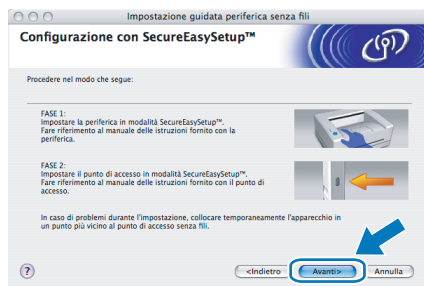 Impostazione guidata periferica senza fili
Configurazione con SecureEasySetup™
Procedere nel modo che segue:
FASE 1:
Impostare la periferica in modalità SecureEasySetup™.
Fare riferimento al manuale delle istruzioni fornito con la
periferica.
FASE 2:
Impostare il punto di accesso in modalità SecureEasySetup™.
Fare riferimento al manuale delle istruzioni fornito con il punto di
accesso.
In caso di problemi durante l'impostazione, collocare temporaneamente l'apparecchio in
un punto più vicino al punto di accesso senza fili.
? <Indietro Avanti> Annulla